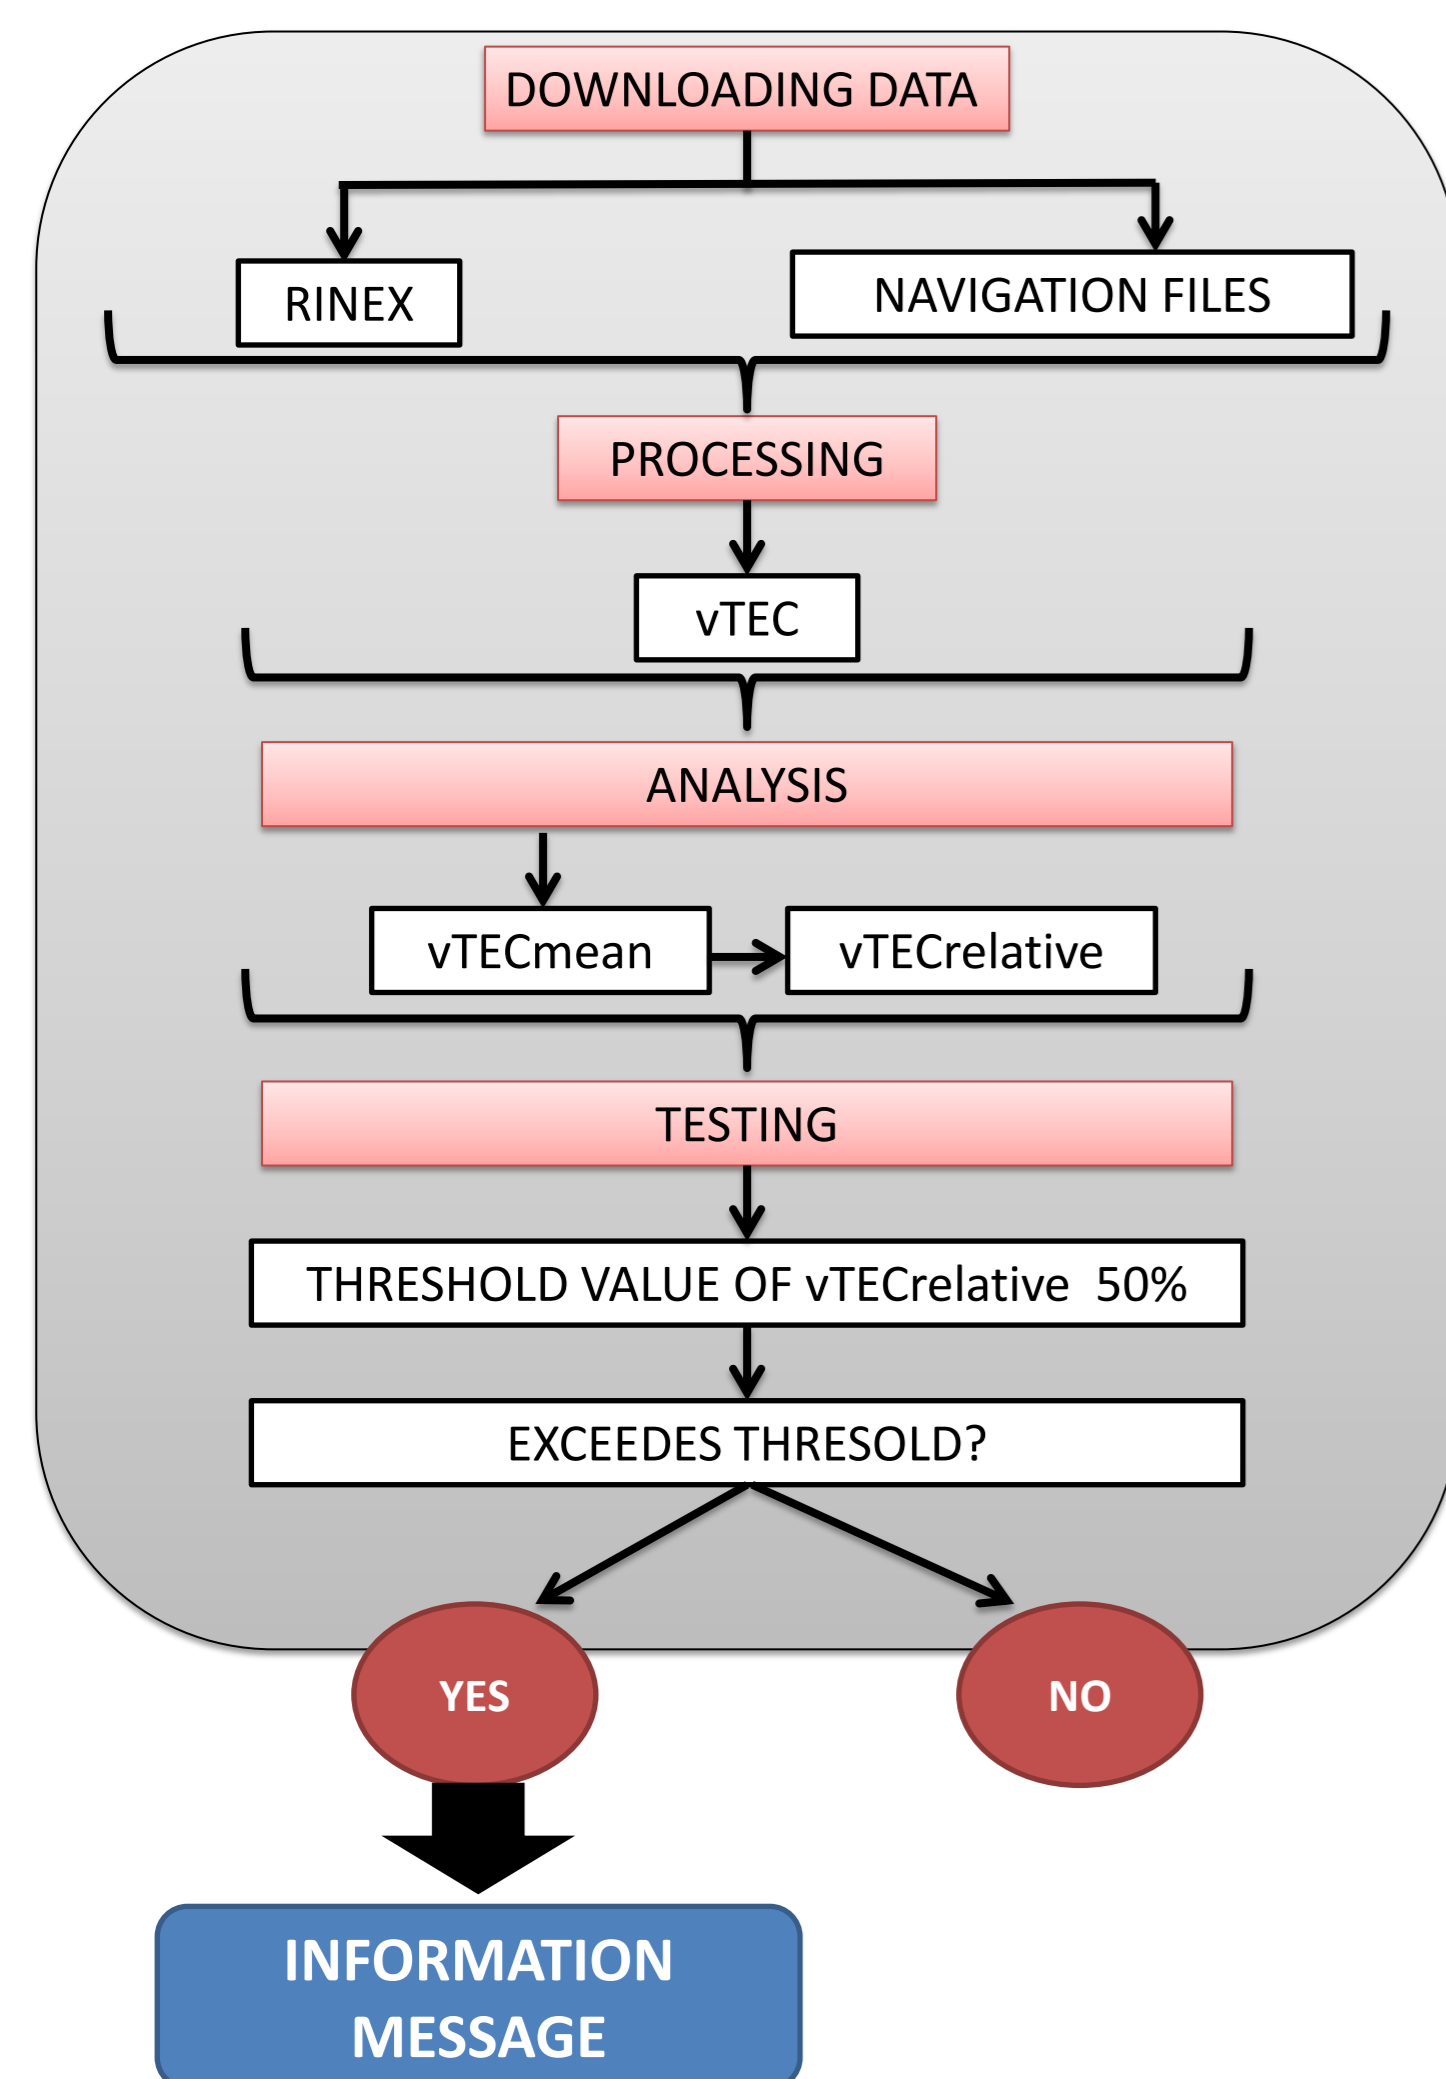 DOWNLOADING DATA
RINEX
NAVIGATION FILES
PROCESSING
vTEC
ANALYSIS
vTECmean
vTECrelative
TESTING
THRESHOLD VALUE OF vTECrelative 50%
EXCEEDES THRESOLD?
YES
NO
INFORMATION
MESSAGE